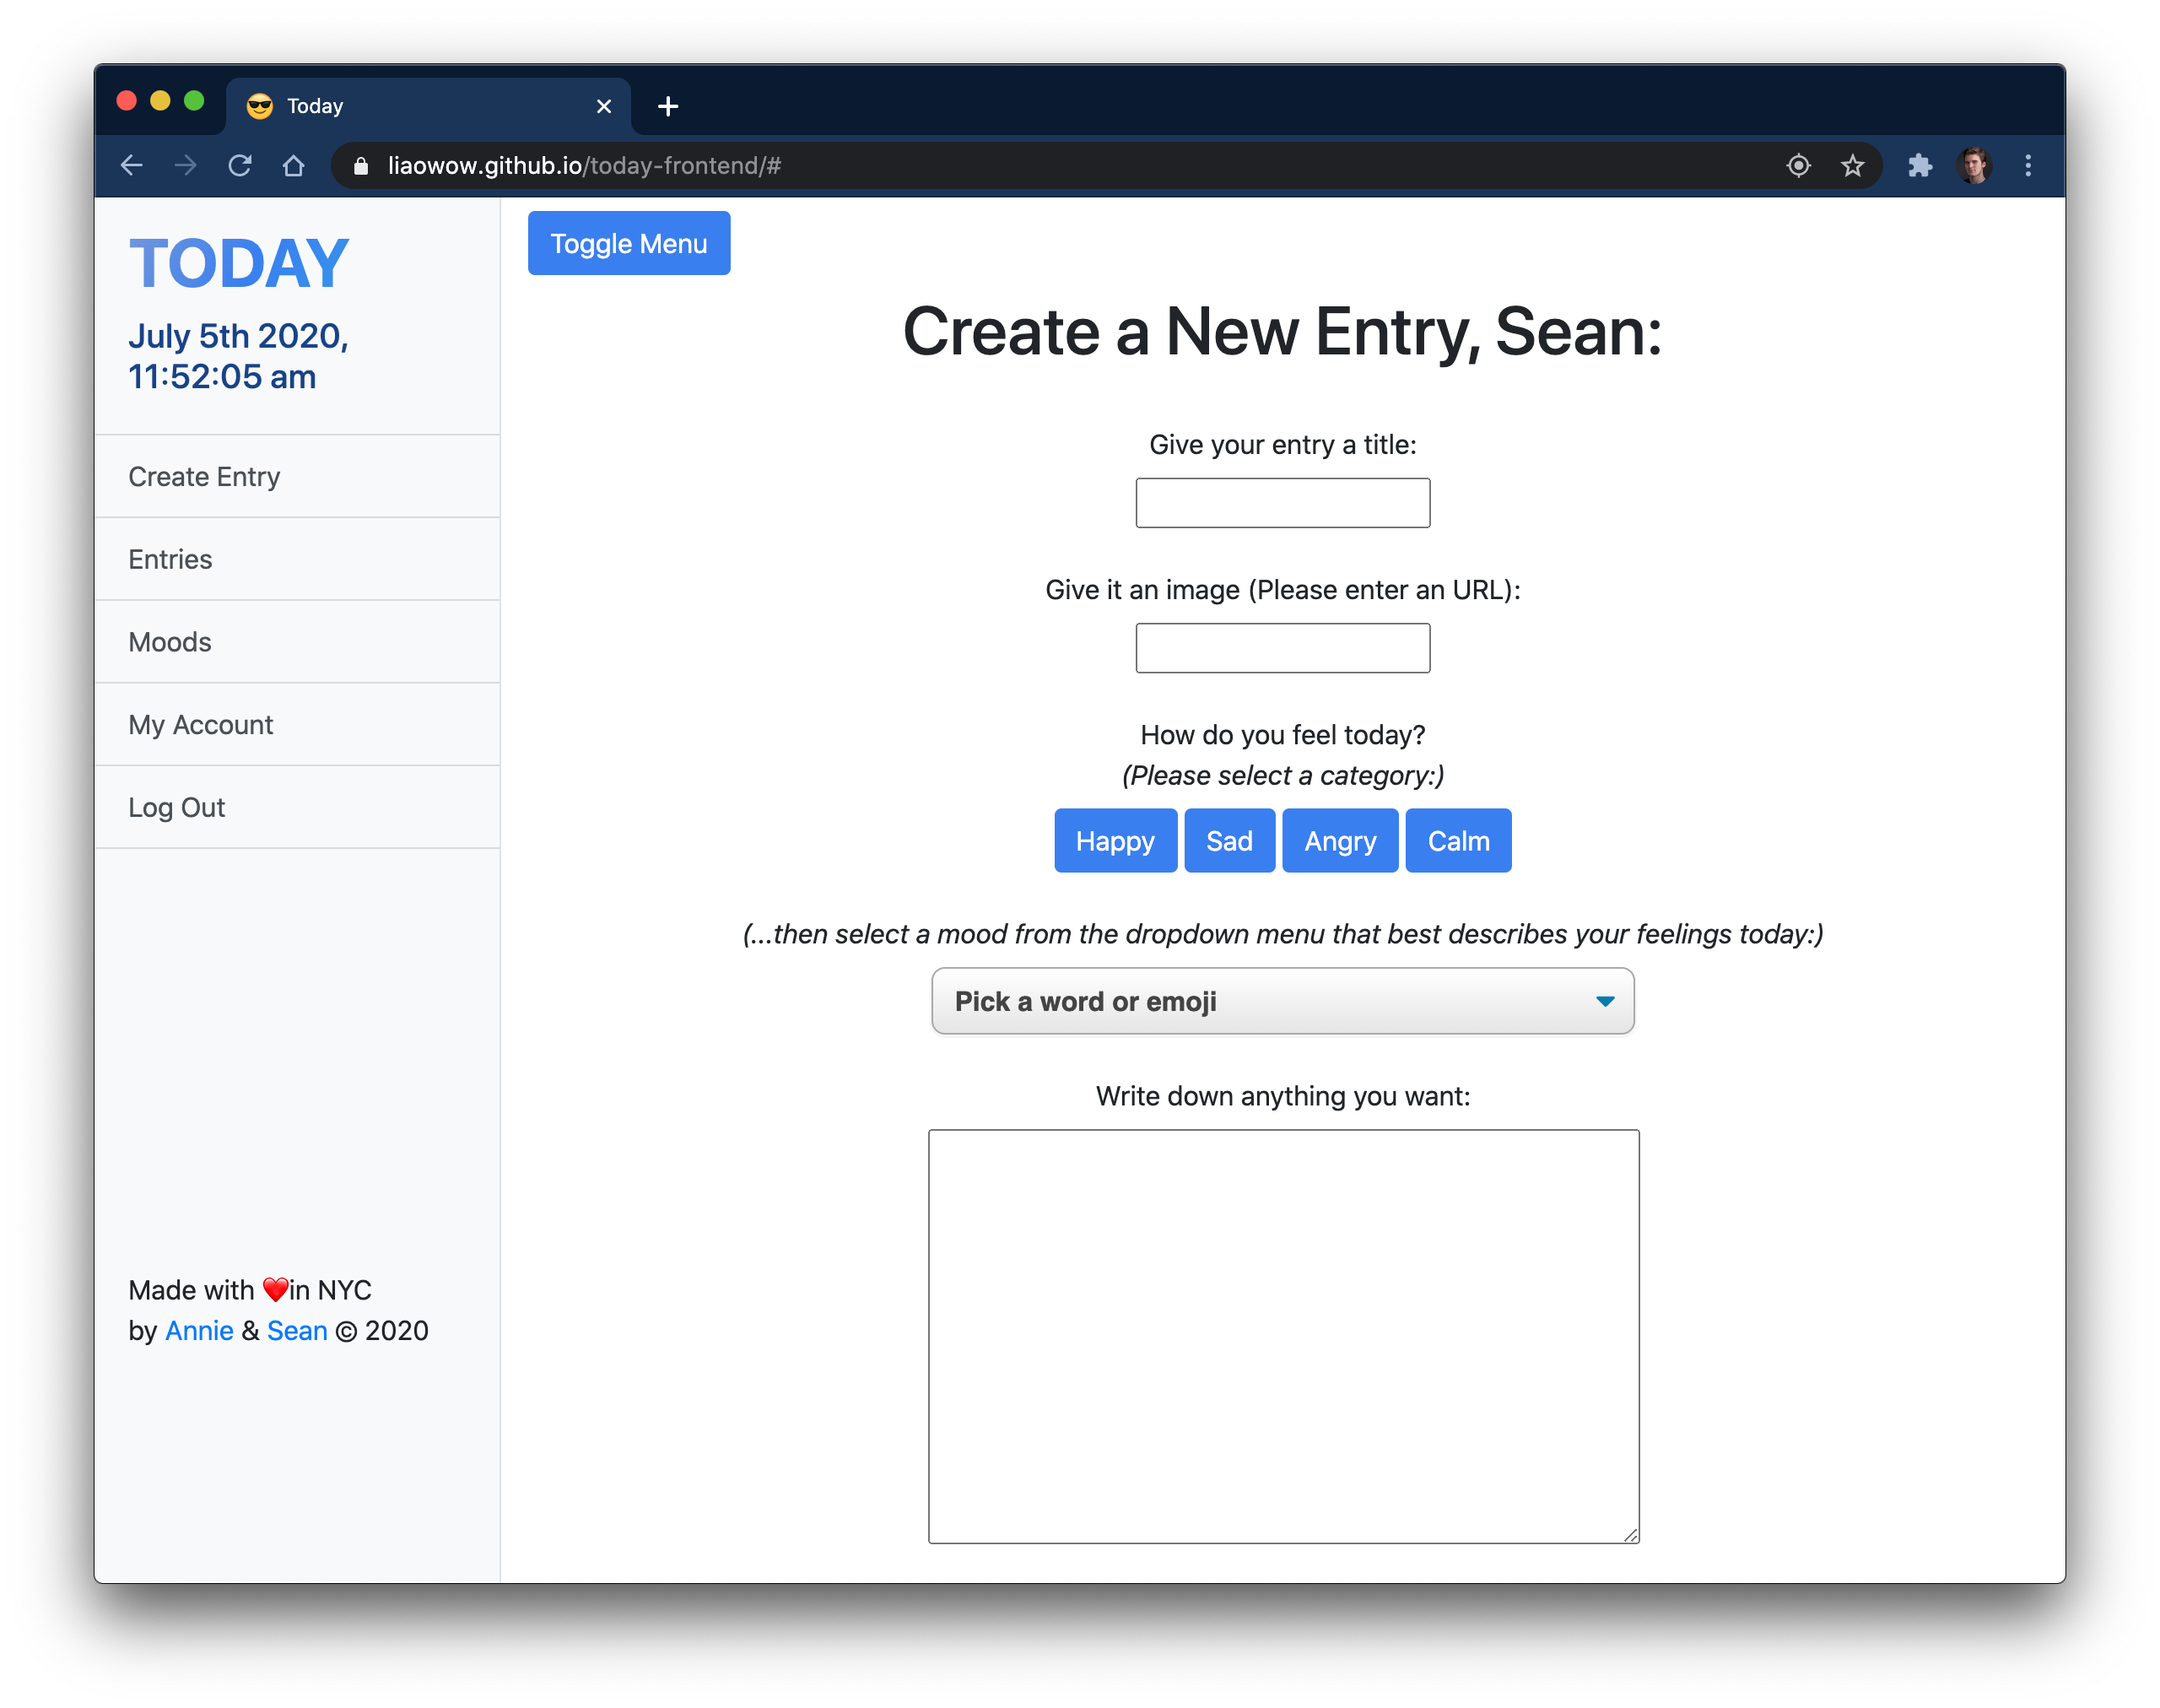 Today
liaowow.github.io/today-frontend/#
TODAY
July 5th 2020,
11:52:05 am
Create Entry
Entries
Moods
My Account
Log Out
Made with ❤️in NYC
by Annie & Sean © 2020
Toggle Menu
Create a New Entry, Sean:
Give your entry a title:
Give it an image (Please enter an URL):
How do you feel today?
(Please select a category:)
Happy Sad Angry Calm
(...then select a mood from the dropdown menu that best describes your feelings today:)
Pick a word or emoji
Write down anything you want: